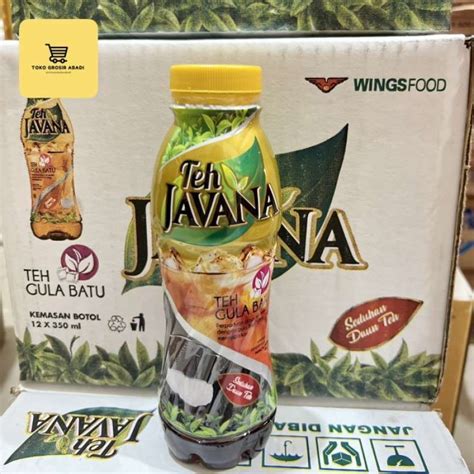 TOKO GROSIR ABADI
WINGSFOOD
Teh
JAVANA
TEH
GULA BATU
KEMASAN BOTOL
12 X 350 ml
Teh
JAVANA
TEH
GULA BATU
Seduhan
Daun Teh
JAVANA
Seduhan
Daun Teh
Teh
JAVANA
JANGAN DIBA